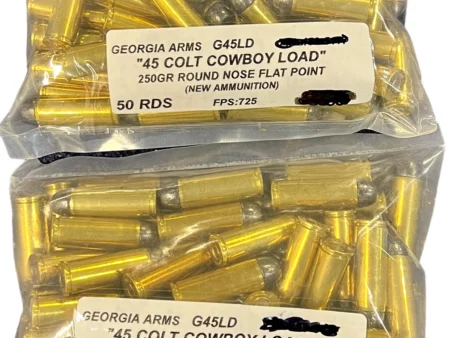 GEORGIA ARMS G45LD
"45 COLT COWBOY LOAD"
250GR ROUND NOSE FLAT POINT
(NEW AMMUNITION)
50 RDS FPS:725
GEORGIA ARMS G45LD
"45 COLT COWBOY